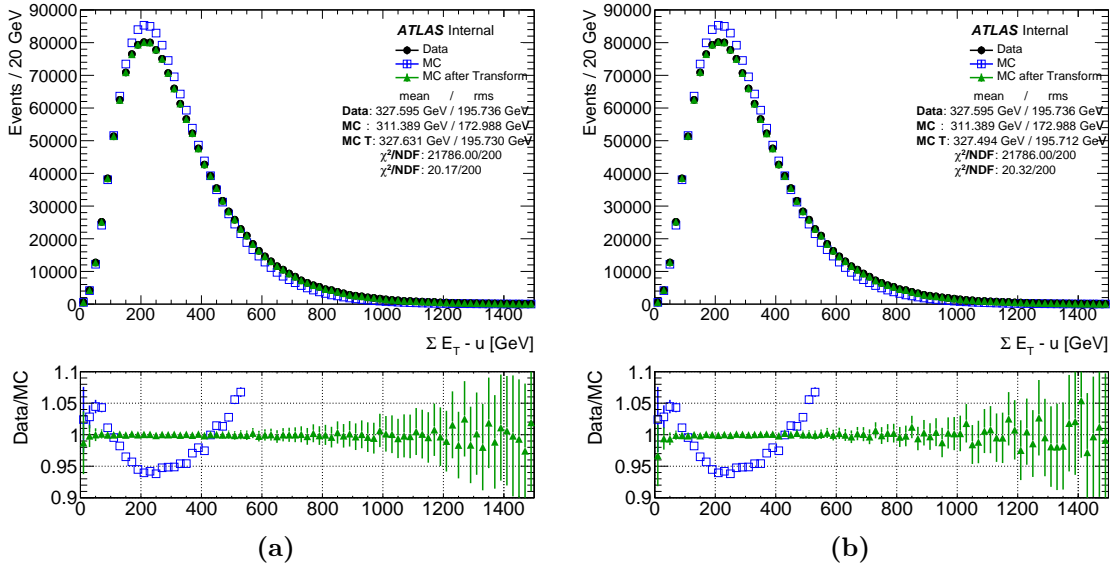 Events / 20 GeV
90000
80000
70000
60000
50000
40000
30000
20000
10000
0
ATLAS Internal
Data
MC
MC after Transform
mean / rms
Data: 327.595 GeV / 195.736 GeV
MC : 311.389 GeV / 172.988 GeV
MC T: 327.631 GeV / 195.730 GeV
χ²/NDF: 21786.00/200
χ²/NDF: 20.17/200
0 200 400 600 800 1000 1200 1400
Σ E_T - u [GeV]
Data/MC
1.1
1.05
1
0.95
0.9
0 200 400 600 800 1000 1200 1400
(a)
Events / 20 GeV
90000
80000
70000
60000
50000
40000
30000
20000
10000
0
ATLAS Internal
Data
MC
MC after Transform
mean / rms
Data: 327.595 GeV / 195.736 GeV
MC : 311.389 GeV / 172.988 GeV
MC T: 327.494 GeV / 195.712 GeV
χ²/NDF: 21786.00/200
χ²/NDF: 20.32/200
0 200 400 600 800 1000 1200 1400
Σ E_T - u [GeV]
Data/MC
1.1
1.05
1
0.95
0.9
0 200 400 600 800 1000 1200 1400
(b)